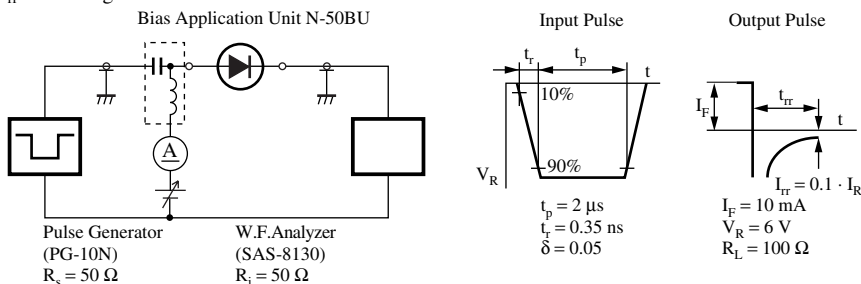 Bias Application Unit N-50BU
A
Pulse Generator
(PG-10N)
R_s = 50 Ω
W.F.Analyzer
(SAS-8130)
R_i = 50 Ω
Input Pulse
t_r
t_p
t
10%
90%
V_R
t_p = 2 μs
t_r = 0.35 ns
δ = 0.05
Output Pulse
I_F
t_rr
t
I_rr = 0.1 · I_R
I_F = 10 mA
V_R = 6 V
R_L = 100 Ω